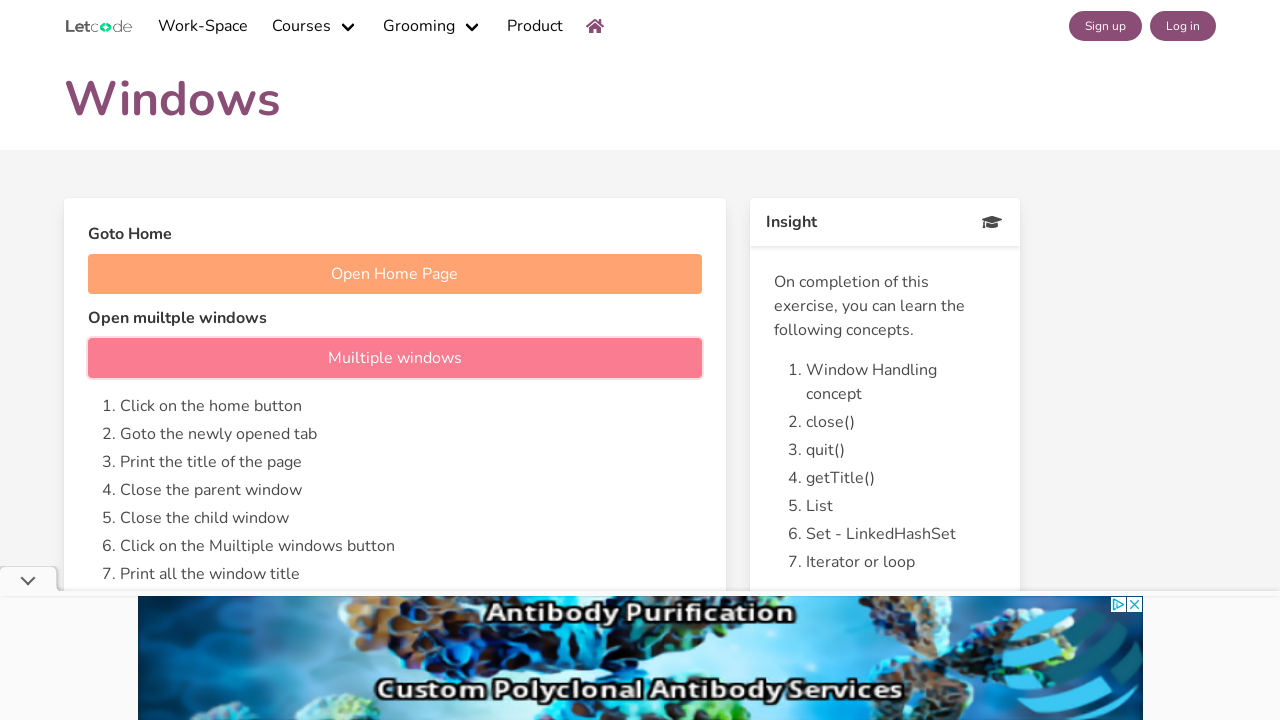 Letcode Work-Space Courses Grooming Product Sign up Log in
Windows
Goto Home
Open Home Page
Open muiltple windows
Muiltiple windows
1. Click on the home button
2. Goto the newly opened tab
3. Print the title of the page
4. Close the parent window
5. Close the child window
6. Click on the Muiltiple windows button
7. Print all the window title
Insight
On completion of this
exercise, you can learn the
following concepts.
1. Window Handling
concept
2. close()
3. quit()
4. getTitle()
5. List
6. Set - LinkedHashSet
7. Iterator or loop
Antibody Purification
Custom Polyclonal Antibody Services